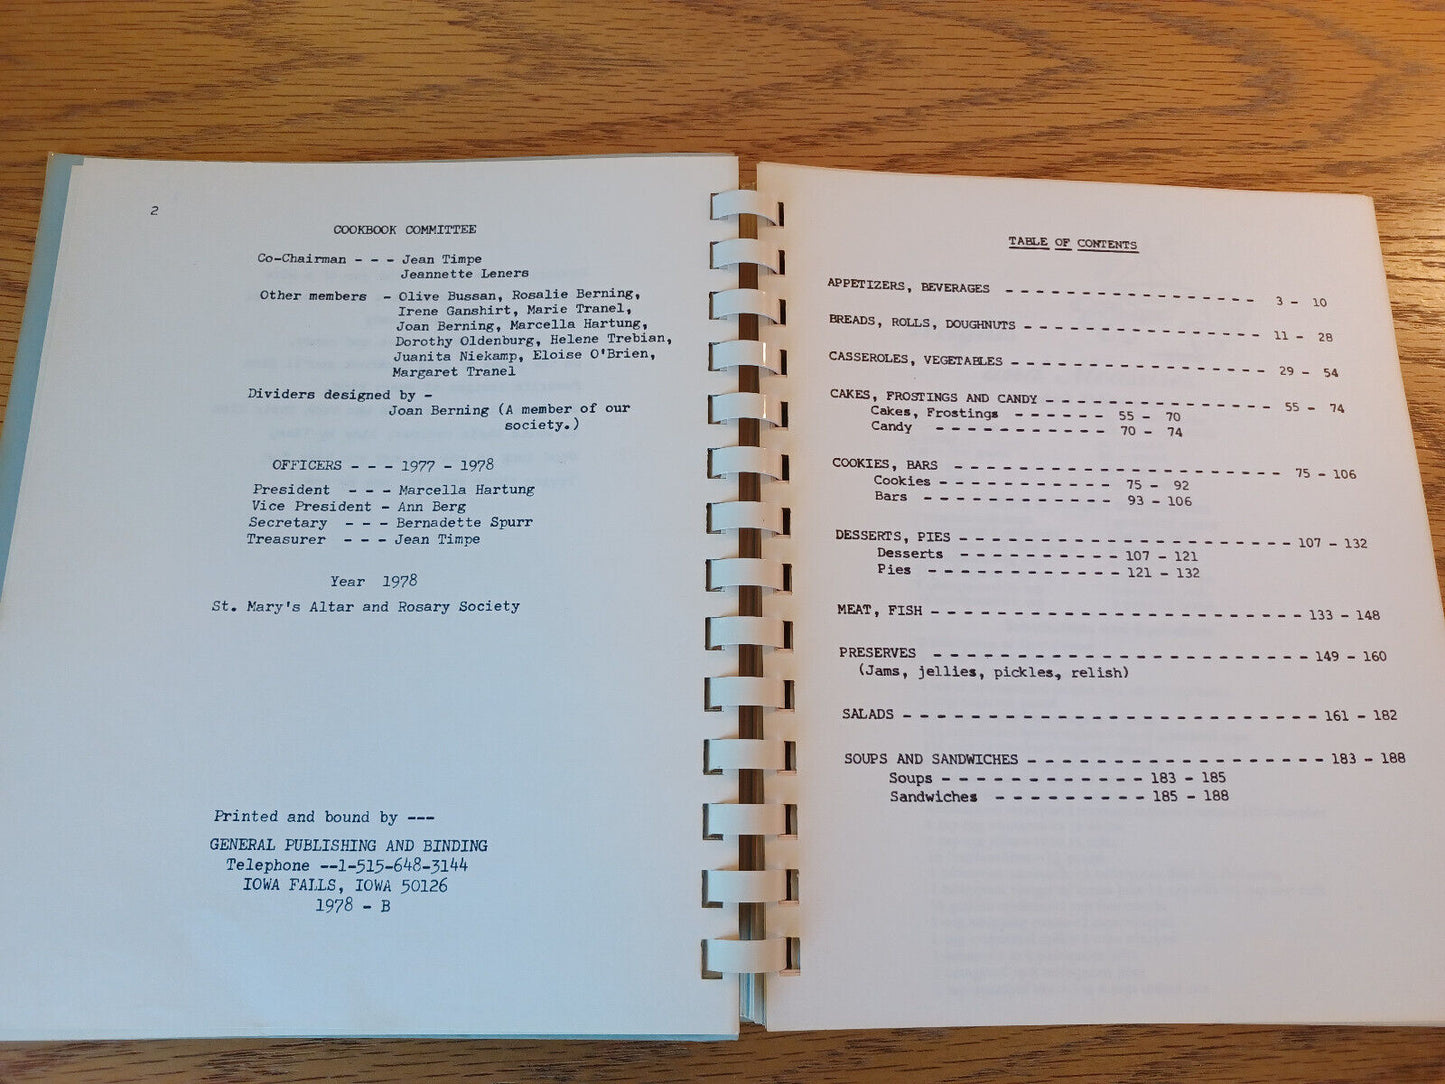 2
COOKBOOK COMMITTEE
Co-Chairman - - - Jean Timpe
Jeannette Leners
Other members - Olive Bussan, Rosalie Berning,
Irene Ganshirt, Marie Tranel,
Joan Berning, Marcella Hartung,
Dorothy Oldenburg, Helene Trebian,
Juanita Niekamp, Eloise O'Brien,
Margaret Tranel
Dividers designed by -
Joan Berning (A member of our
society.)
OFFICERS - - - 1977 - 1978
President - - - Marcella Hartung
Vice President - Ann Berg
Secretary - - - Bernadette Spurr
Treasurer - - - Jean Timpe
Year 1978
St. Mary's Altar and Rosary Society
Printed and bound by ---
GENERAL PUBLISHING AND BINDING
Telephone --1-515-648-3144
IOWA FALLS, IOWA 50126
1978 - B
TABLE OF CONTENTS
APPETIZERS, BEVERAGES - - - - - - - - - - - - - - - - - - 3 - 10
BREADS, ROLLS, DOUGHNUTS - - - - - - - - - - - - - - - - - 11 - 28
CASSEROLES, VEGETABLES - - - - - - - - - - - - - - - - - - 29 - 54
CAKES, FROSTINGS AND CANDY - - - - - - - - - - - - - - - - 55 - 74
Cakes, Frostings - - - - - - 55 - 70
Candy - - - - - - - - - - - 70 - 74
COOKIES, BARS - - - - - - - - - - - - - - - - - - - - - - 75 - 106
Cookies - - - - - - - - - - - 75 - 92
Bars - - - - - - - - - - - - 93 - 106
DESSERTS, PIES - - - - - - - - - - - - - - - - - - - - - - 107 - 132
Desserts - - - - - - - - - - 107 - 121
Pies - - - - - - - - - - - - 121 - 132
MEAT, FISH - - - - - - - - - - - - - - - - - - - - - - - - 133 - 148
PRESERVES - - - - - - - - - - - - - - - - - - - - - - - - 149 - 160
(Jams, jellies, pickles, relish)
SALADS - - - - - - - - - - - - - - - - - - - - - - - - - - 161 - 182
SOUPS AND SANDWICHES - - - - - - - - - - - - - - - - - - - 183 - 188
Soups - - - - - - - - - - - - 183 - 185
Sandwiches - - - - - - - - - 185 - 188